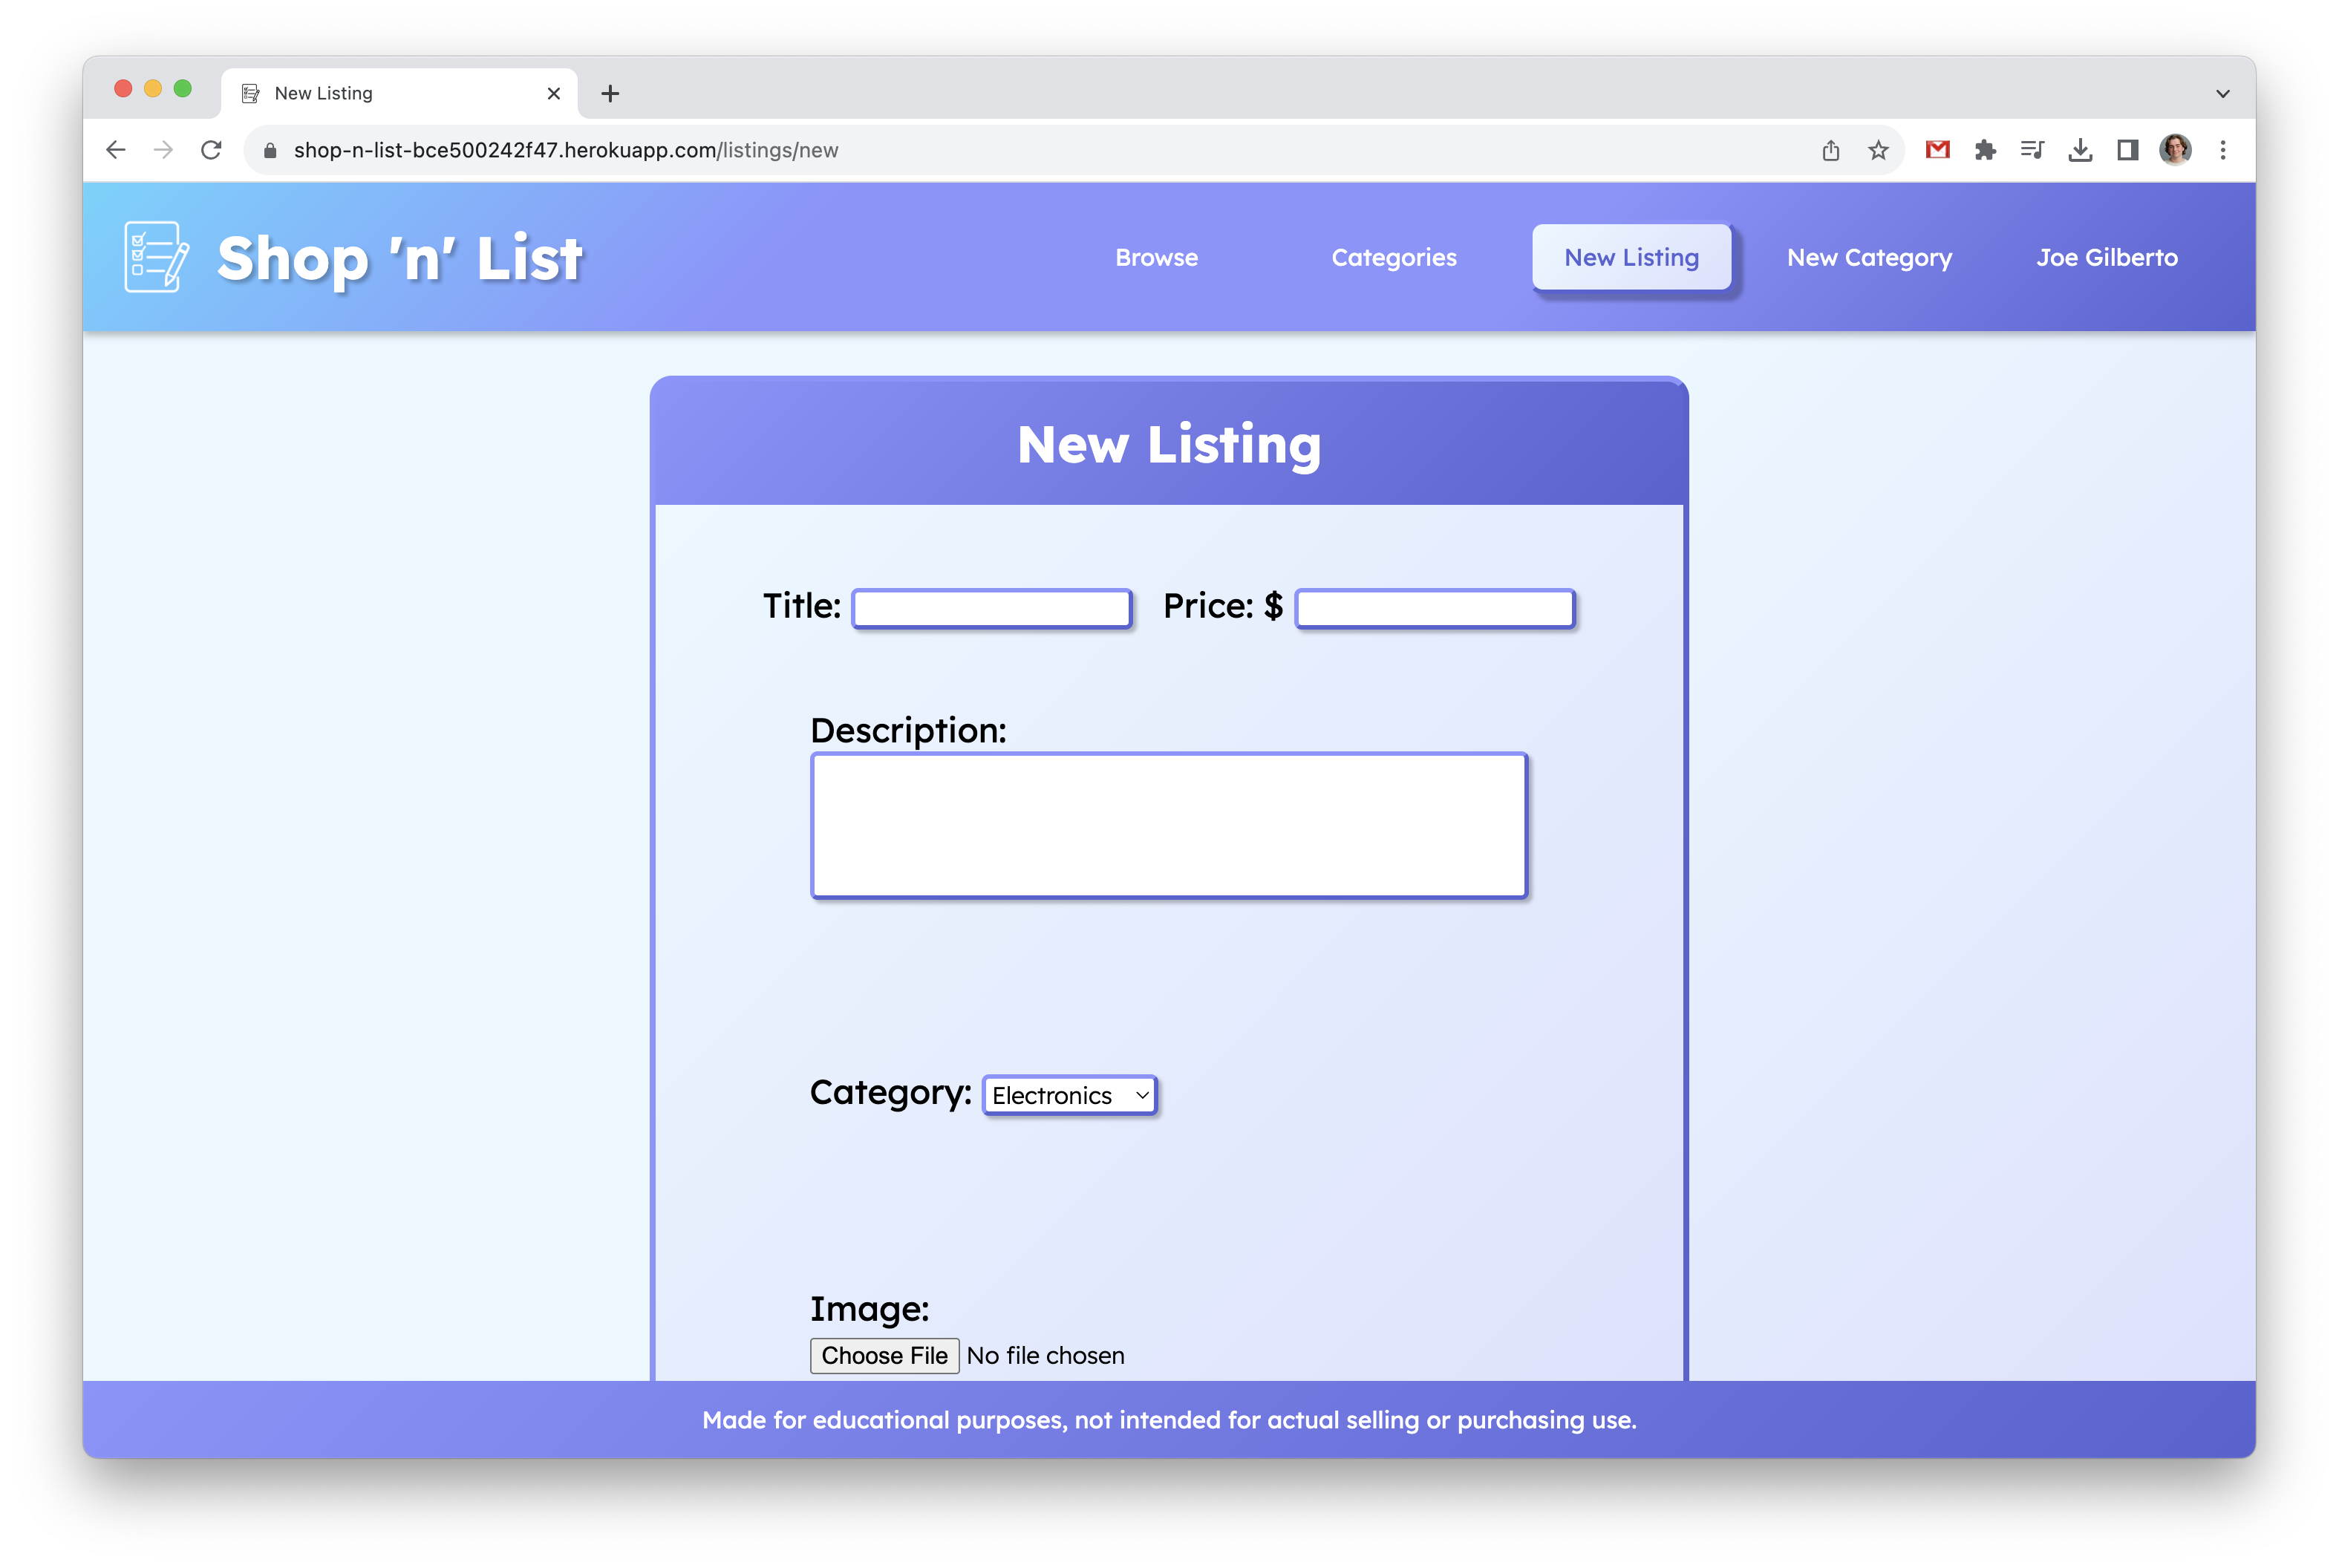 New Listing
shop-n-list-bce500242f47.herokuapp.com/listings/new
Shop 'n' List
Browse
Categories
New Listing
New Category
Joe Gilberto
New Listing
Title:
Price: $
Description:
Category:
Electronics
Image:
Choose File No file chosen
Made for educational purposes, not intended for actual selling or purchasing use.